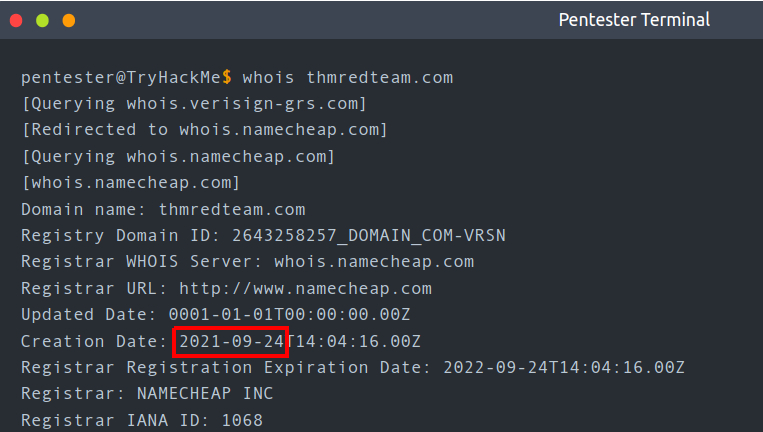 Pentester Terminal
pentester@TryHackMe$ whois thmredteam.com
[Querying whois.verisign-grs.com]
[Redirected to whois.namecheap.com]
[Querying whois.namecheap.com]
[whois.namecheap.com]
Domain name: thmredteam.com
Registry Domain ID: 2643258257_DOMAIN_COM-VRSN
Registrar WHOIS Server: whois.namecheap.com
Registrar URL: http://www.namecheap.com
Updated Date: 0001-01-01T00:00:00.00Z
Creation Date: 2021-09-24T14:04:16.00Z
Registrar Registration Expiration Date: 2022-09-24T14:04:16.00Z
Registrar: NAMECHEAP INC
Registrar IANA ID: 1068